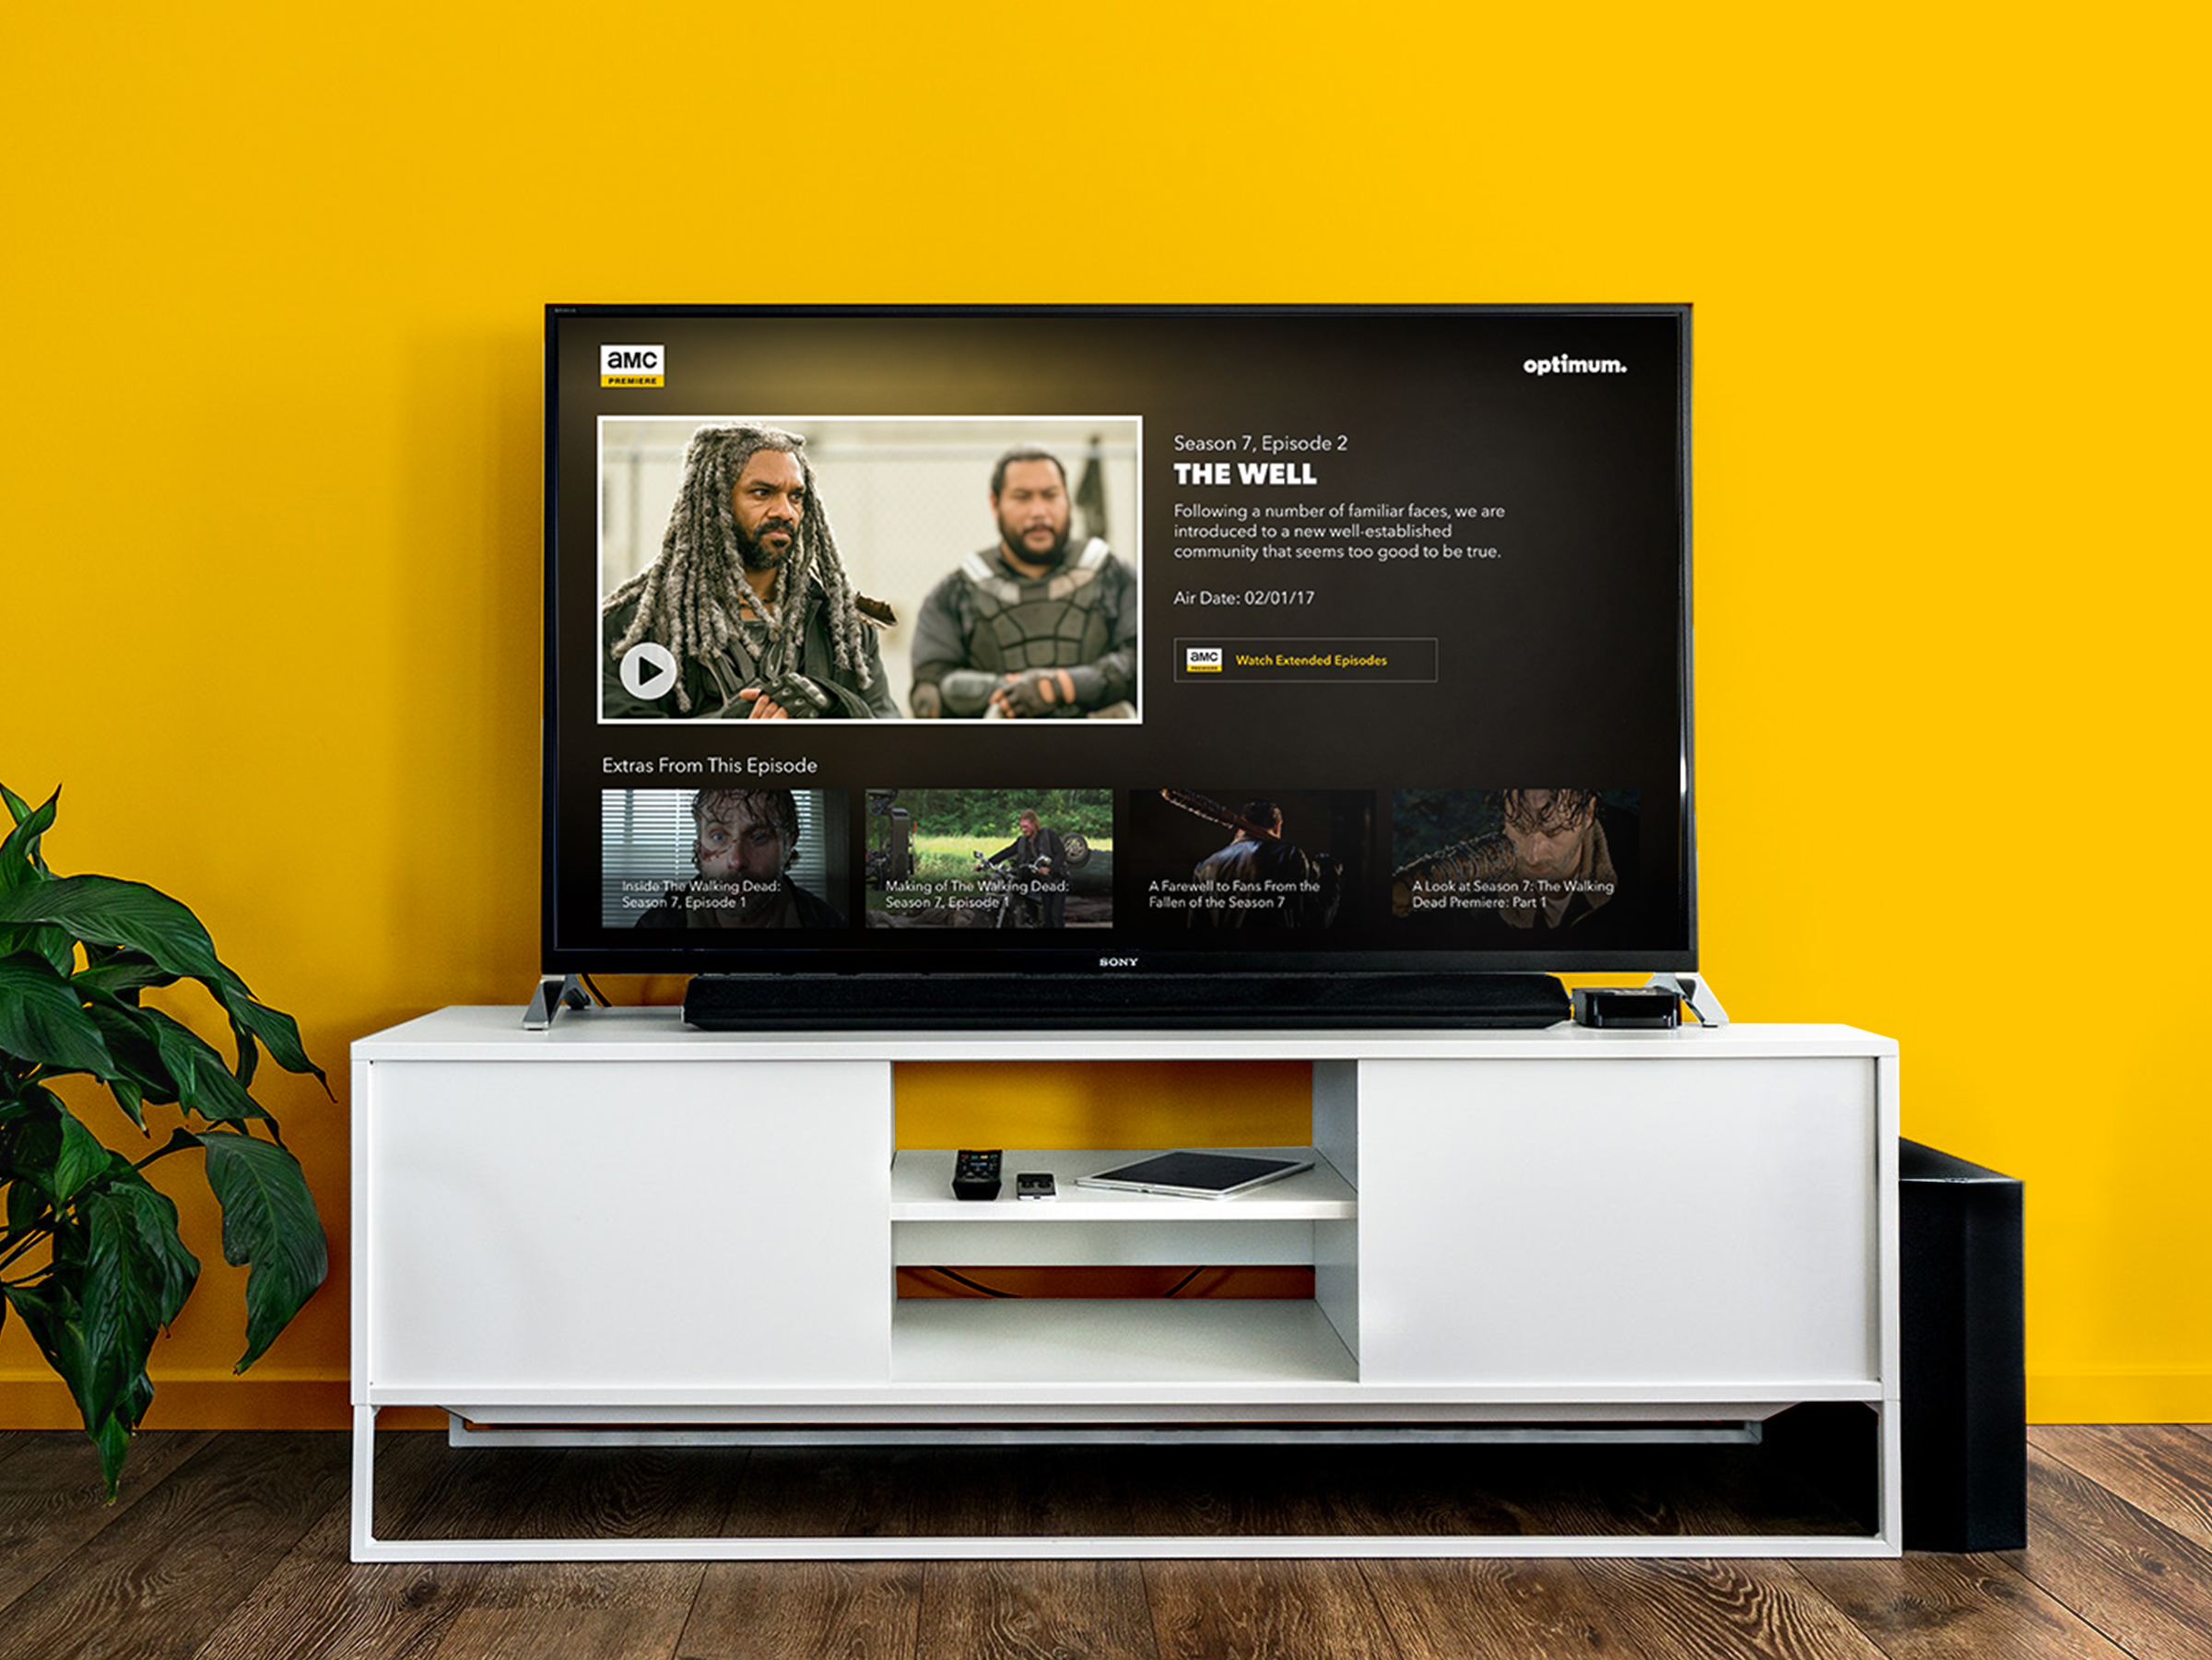 aMC
PREMIERE
optimum.
Season 7, Episode 2
THE WELL
Following a number of familiar faces, we are
introduced to a new well-established
community that seems too good to be true.
Air Date: 02/01/17
aMC
PREMIERE
Watch Extended Episodes
Extras From This Episode
Inside The Walking Dead:
Season 7, Episode 1
Making of The Walking Dead:
Season 7, Episode 1
A Farewell to Fans From the
Fallen of the Season 7
A Look at Season 7: The Walking
Dead Premiere: Part 1
SONY